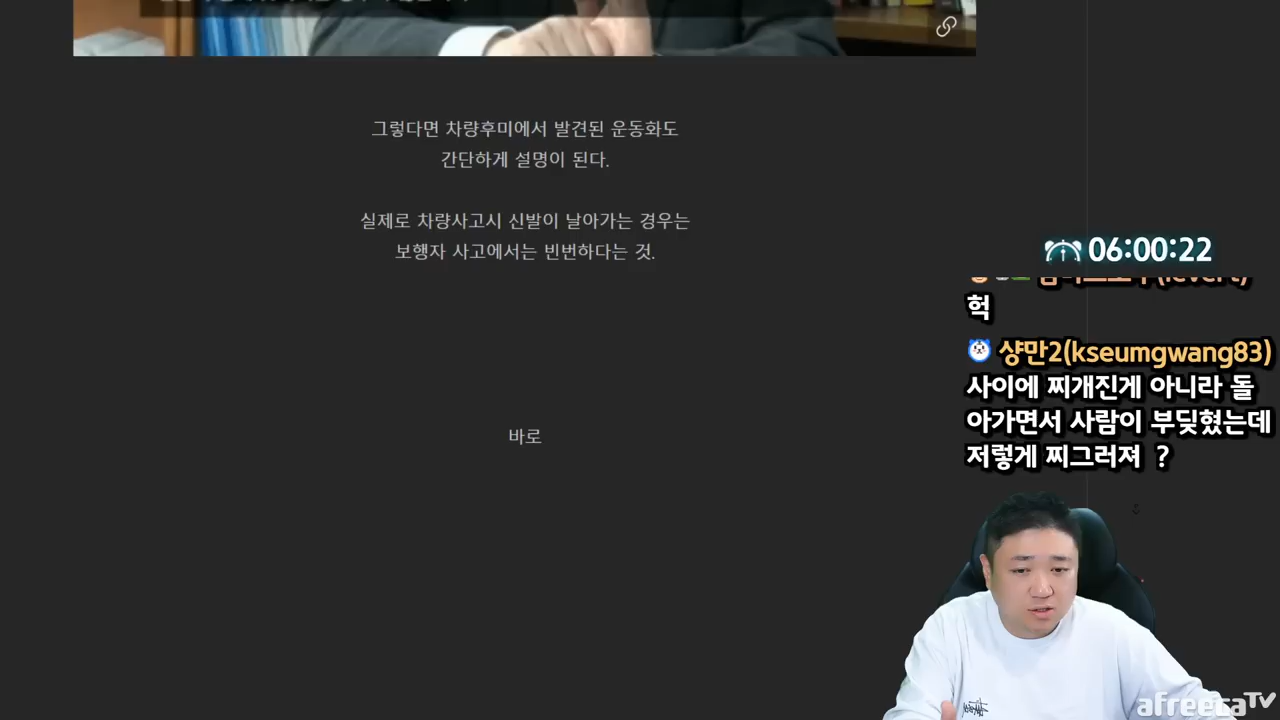 그렇다면 차량후미에서 발견된 운동화도
간단하게 설명이 된다.
실제로 차량사고시 신발이 날아가는 경우는
보행자 사고에서는 빈번하다는 것.
바로
06:00:22
헉
샹만2(kseumgwang83)
사이에 찌개진게 아니라 돌
아가면서 사람이 부딪혔는데
저렇게 찌그러져 ?
afreecaTV